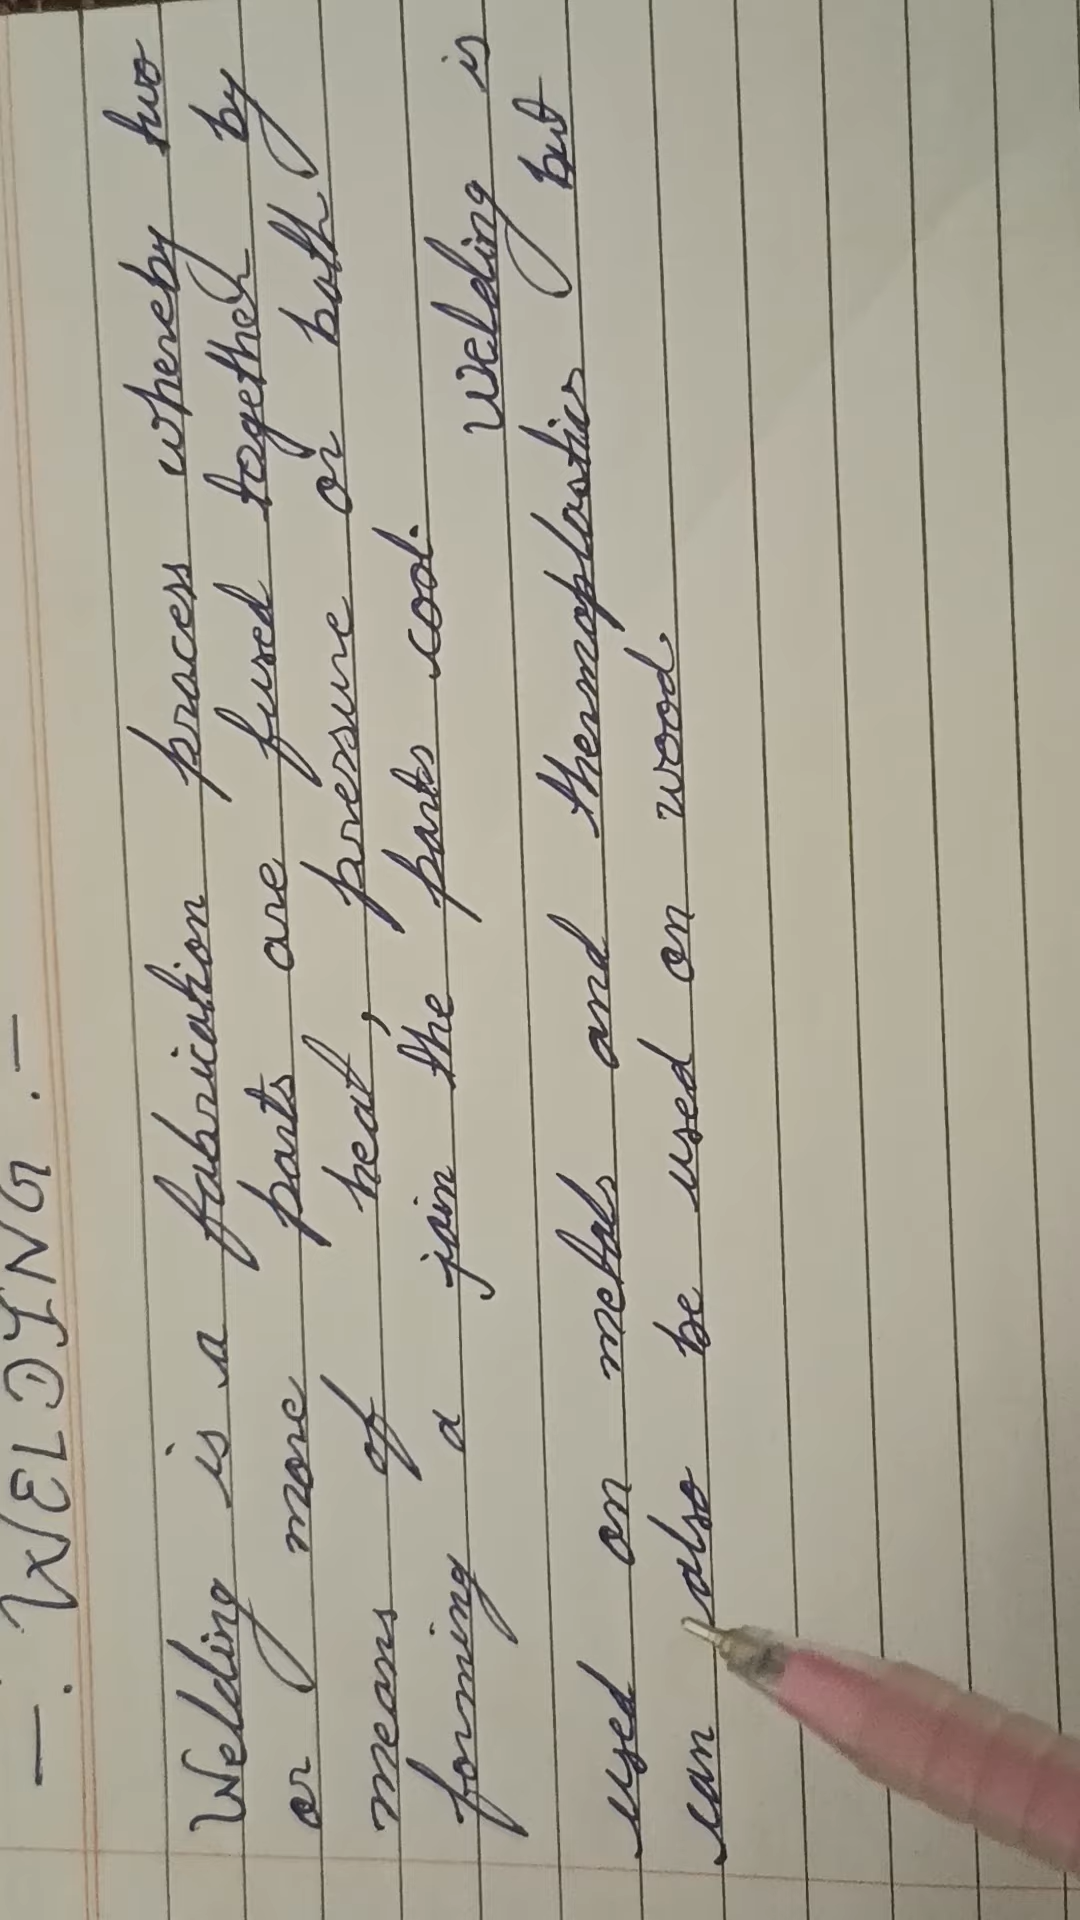 -: WELDING :-
Welding is a fabrication process whereby two
or more parts are fused together by
means of heat, pressure or both
forming a join the parts cool.
Welding is
used on metals and thermoplastics but
can also be used on wood.